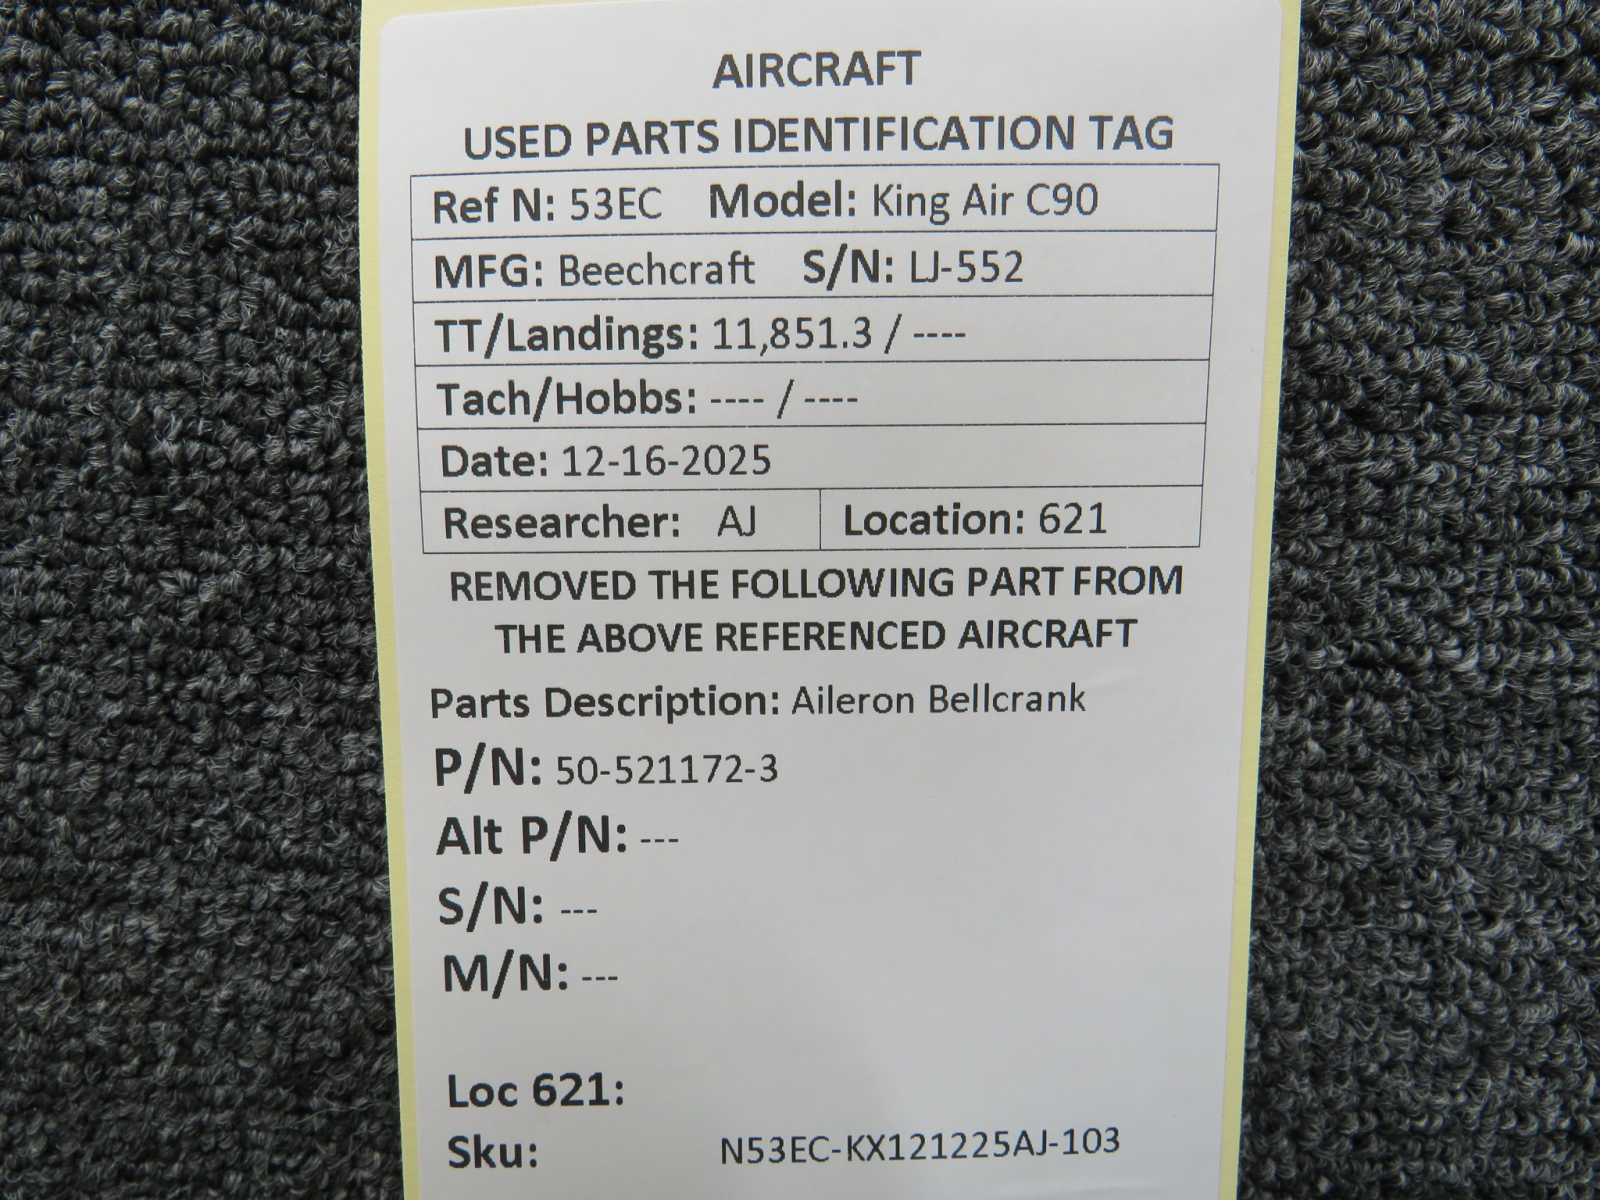 AIRCRAFT
USED PARTS IDENTIFICATION TAG
Ref N: 53EC Model: King Air C90
MFG: Beechcraft S/N: LJ-552
TT/Landings: 11,851.3 / ----
Tach/Hobbs: ---- / ----
Date: 12-16-2025
Researcher: AJ Location: 621
REMOVED THE FOLLOWING PART FROM
THE ABOVE REFERENCED AIRCRAFT
Parts Description: Aileron Bellcrank
P/N: 50-521172-3
Alt P/N: ---
S/N: ---
M/N: ---
Loc 621:
Sku: N53EC-KX121225AJ-103